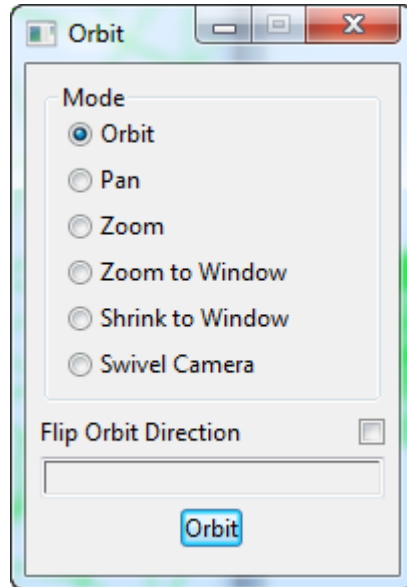 Orbit
Mode
Orbit
Pan
Zoom
Zoom to Window
Shrink to Window
Swivel Camera
Flip Orbit Direction
Orbit